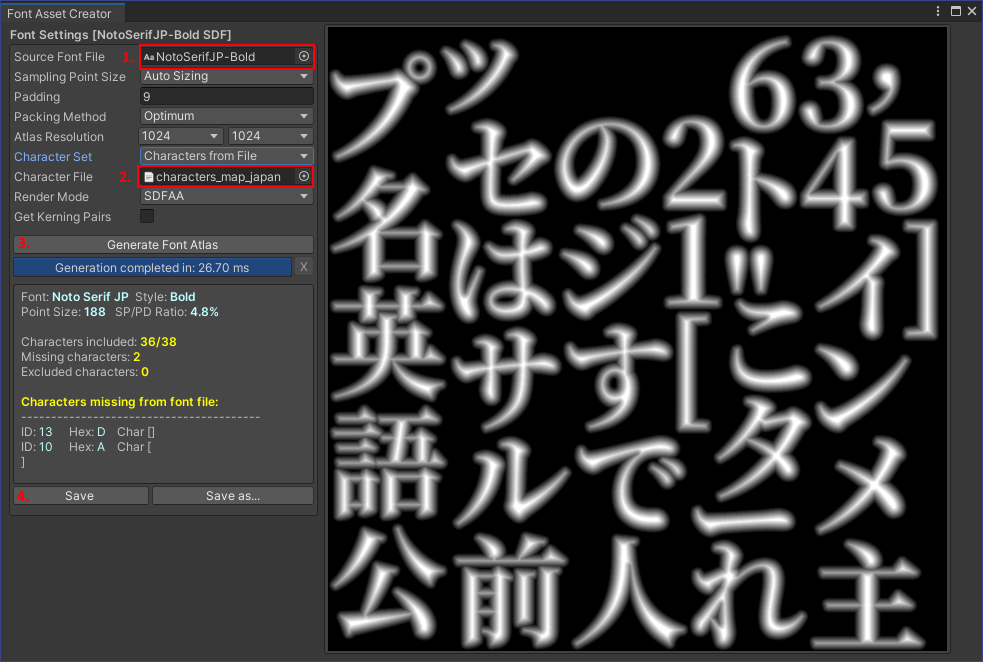 Font Asset Creator
Font Settings [NotoSerifJP-Bold SDF]
Source Font File 1. Aa NotoSerifJP-Bold
Sampling Point Size Auto Sizing
Padding 9
Packing Method Optimum
Atlas Resolution 1024 1024
Character Set Characters from File
Character File 2. characters_map_japan
Render Mode SDFAA
Get Kerning Pairs
3. Generate Font Atlas
Generation completed in: 26.70 ms X
Font: Noto Serif JP Style: Bold
Point Size: 188 SP/PD Ratio: 4.8%
Characters included: 36/38
Missing characters: 2
Excluded characters: 0
Characters missing from font file:
----------------------------------------
ID: 13 Hex: D Char []
ID: 10 Hex: A Char [
]
4. Save Save as...
プ ッ 6 3 ,
セ の 2 ト 4 5
名 は ジ 1 " イ ]
英 サ す [ こ ン
語 ル で タ メ
公 前 人 ー れ 主